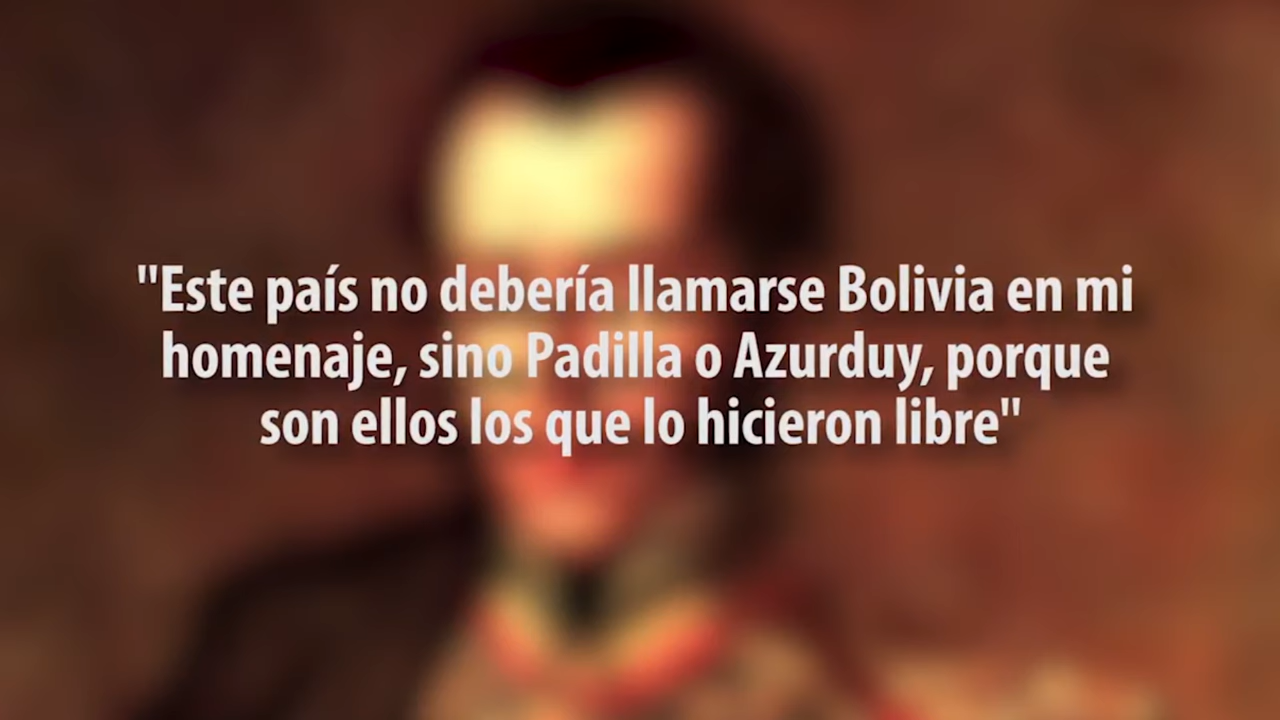 "Este país no debería llamarse Bolivia en mi
homenaje, sino Padilla o Azurduy, porque
son ellos los que lo hicieron libre"